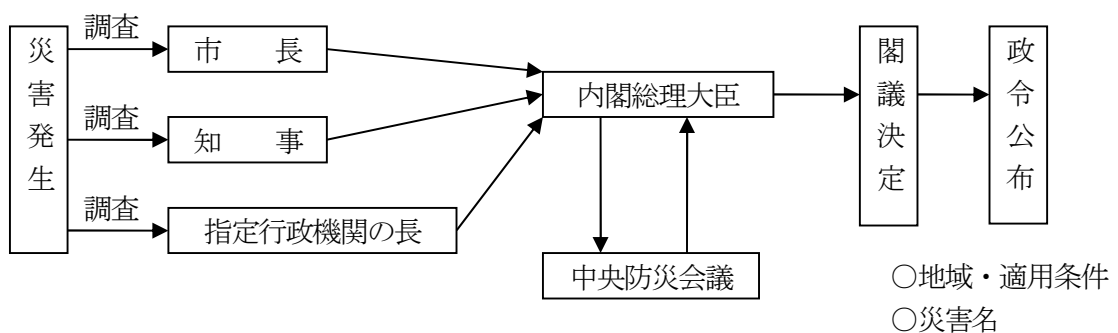 災害発生
調査
市　　長
調査
知　　事
調査
指定行政機関の長
内閣総理大臣
中央防災会議
閣議決定
政令公布
○地域・適用条件
○災害名